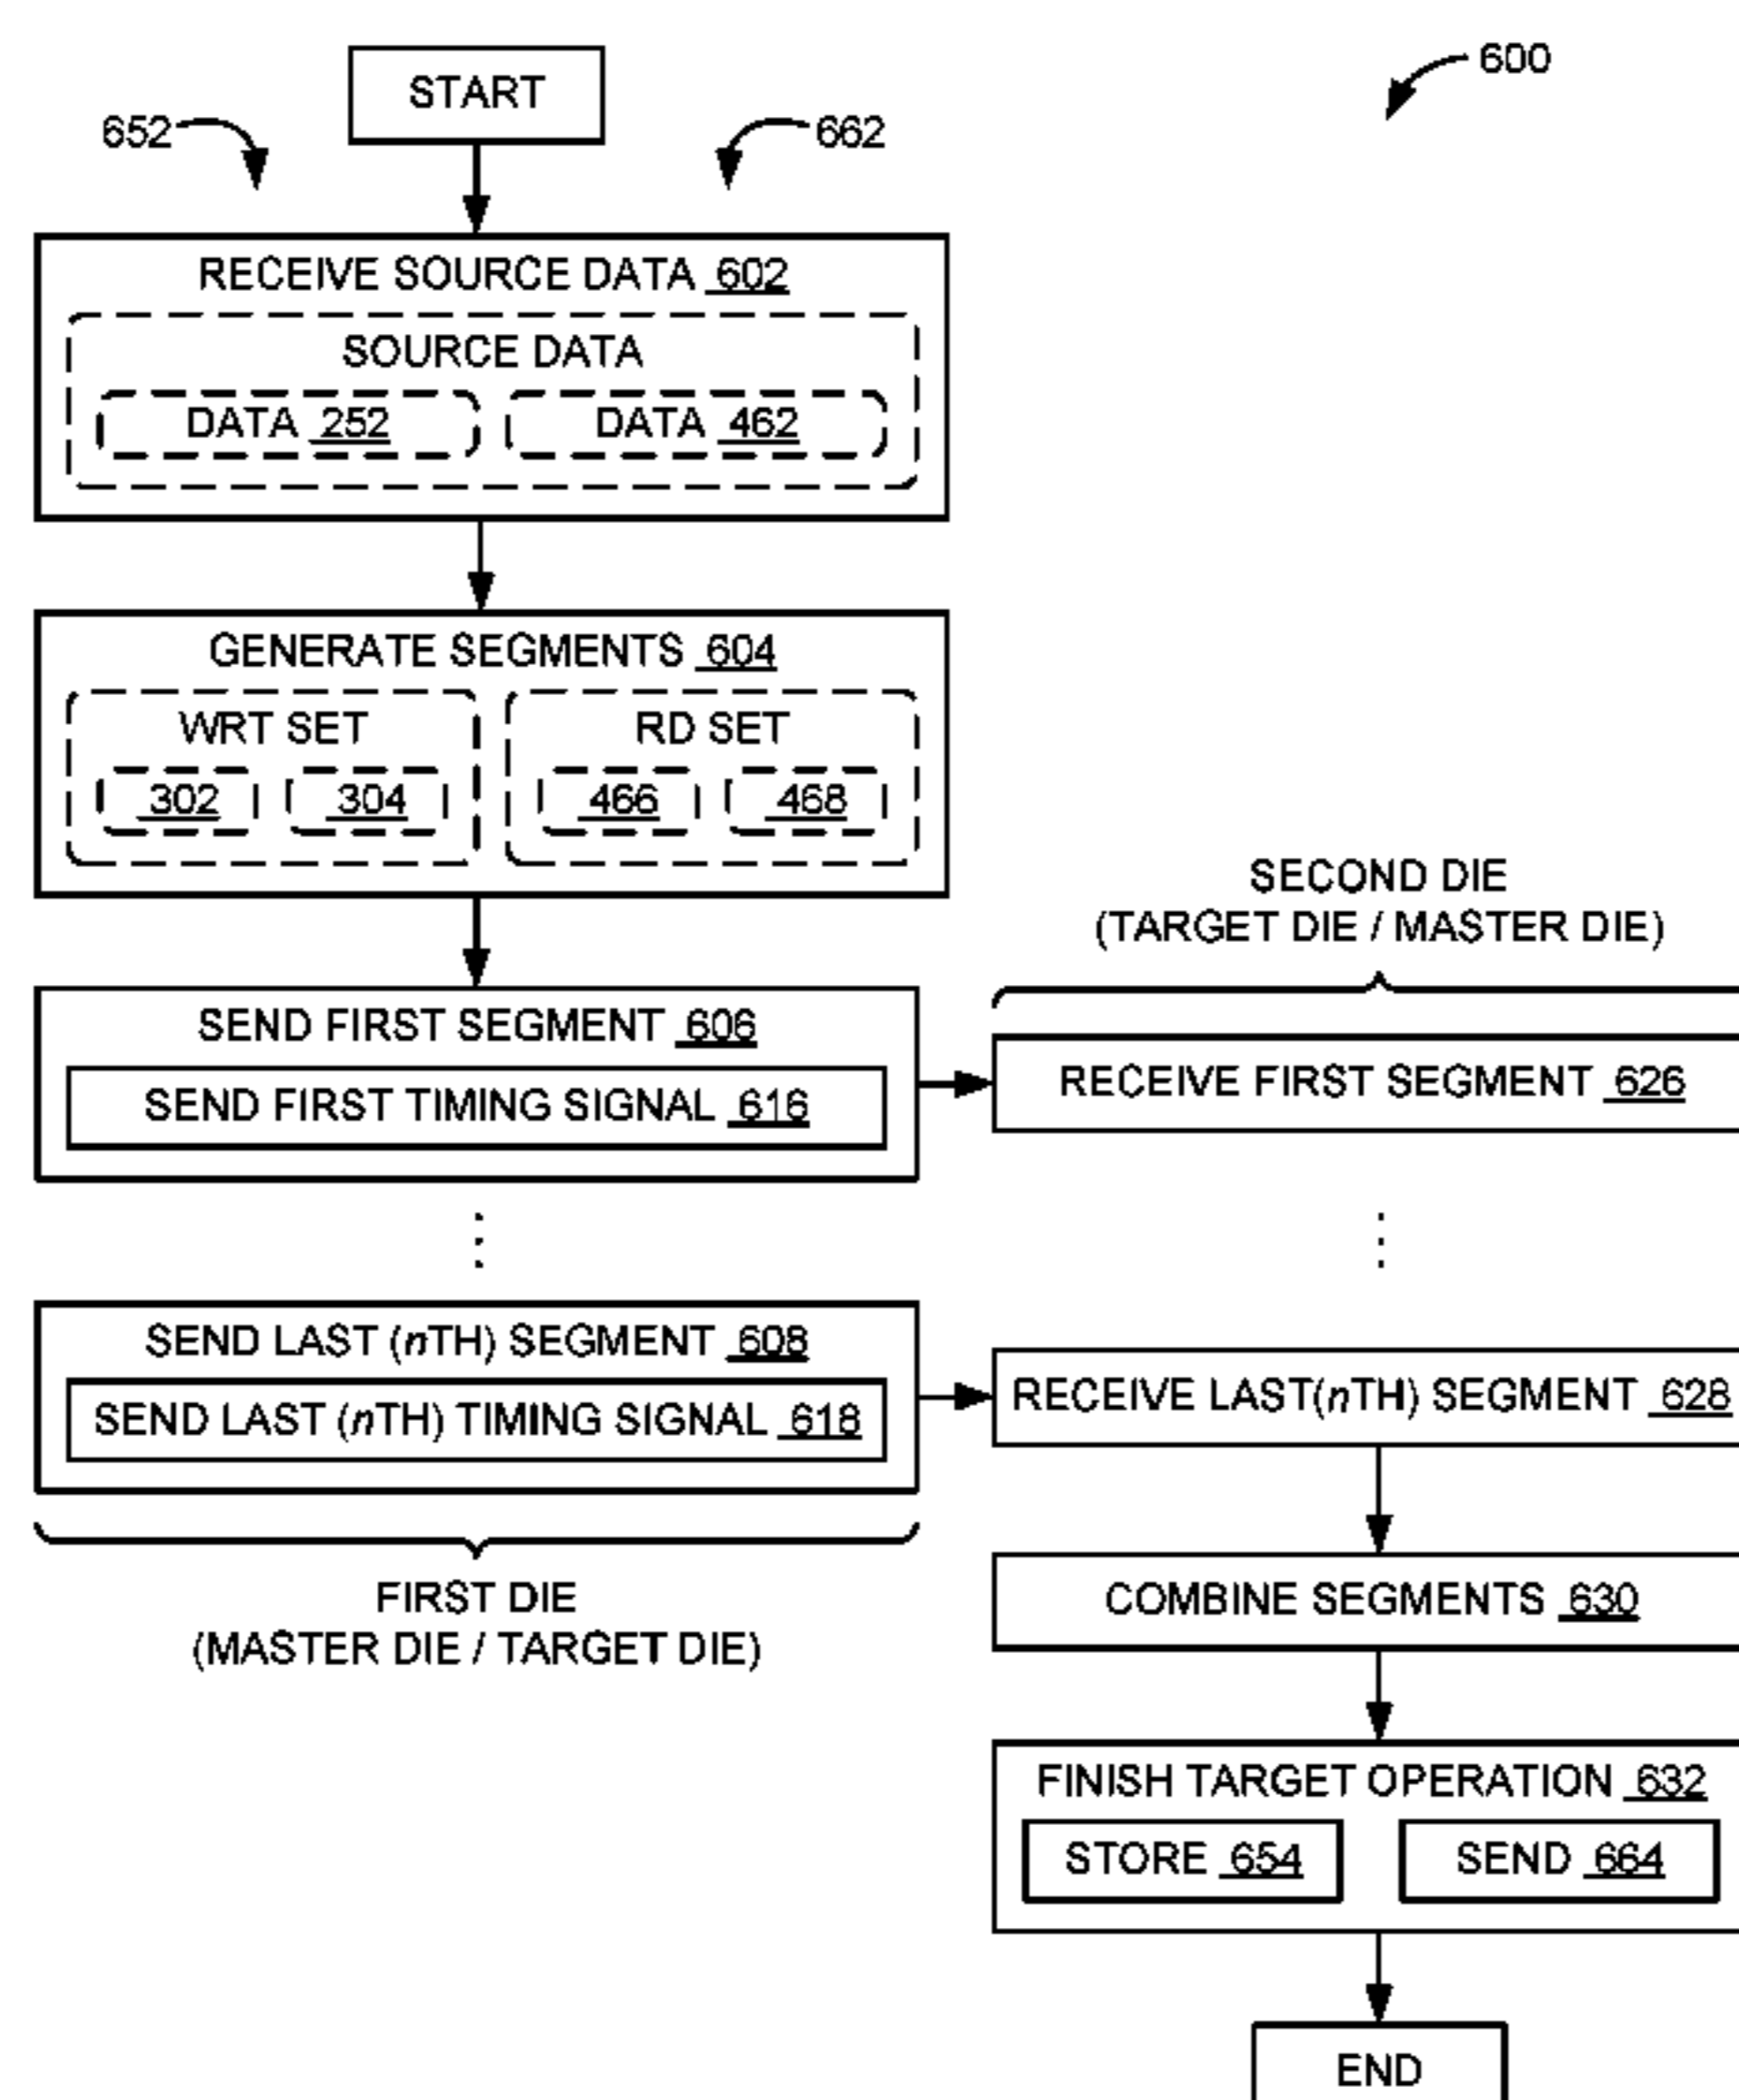 START
600
652
662
RECEIVE SOURCE DATA 602
SOURCE DATA
DATA 252
DATA 462
GENERATE SEGMENTS 604
WRT SET
RD SET
302
304
466
468
SECOND DIE
(TARGET DIE / MASTER DIE)
SEND FIRST SEGMENT 606
SEND FIRST TIMING SIGNAL 616
RECEIVE FIRST SEGMENT 626
SEND LAST (nTH) SEGMENT 608
SEND LAST (nTH) TIMING SIGNAL 618
RECEIVE LAST(nTH) SEGMENT 628
FIRST DIE
(MASTER DIE / TARGET DIE)
COMBINE SEGMENTS 630
FINISH TARGET OPERATION 632
STORE 654
SEND 664
END